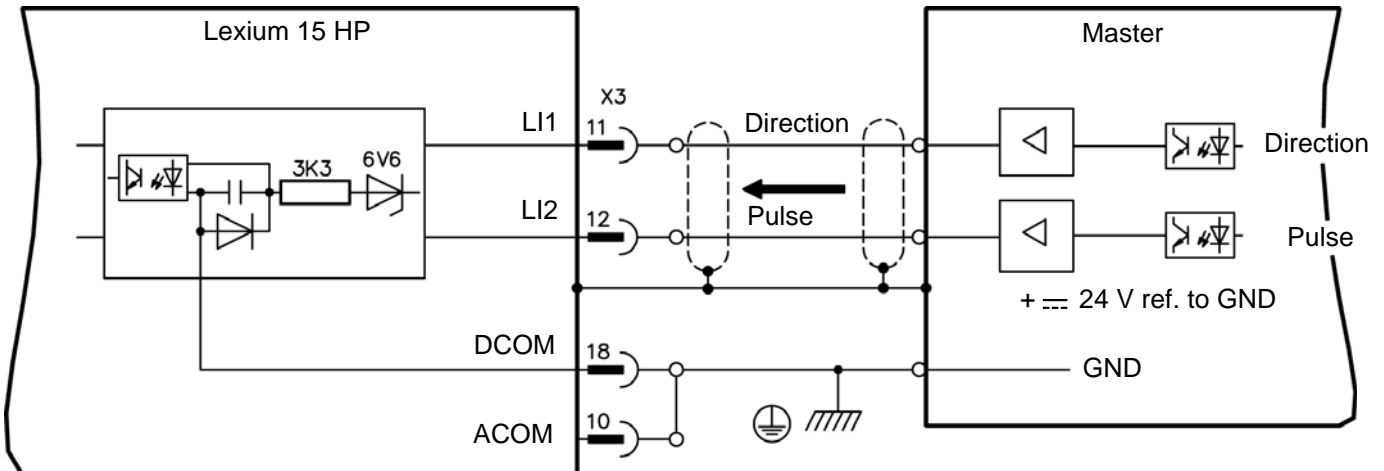 Lexium 15 HP
Master
X3
LI1
11
Direction
Direction
3K3
6V6
LI2
12
Pulse
Pulse
+ ⎓ 24 V ref. to GND
DCOM
18
GND
ACOM
10